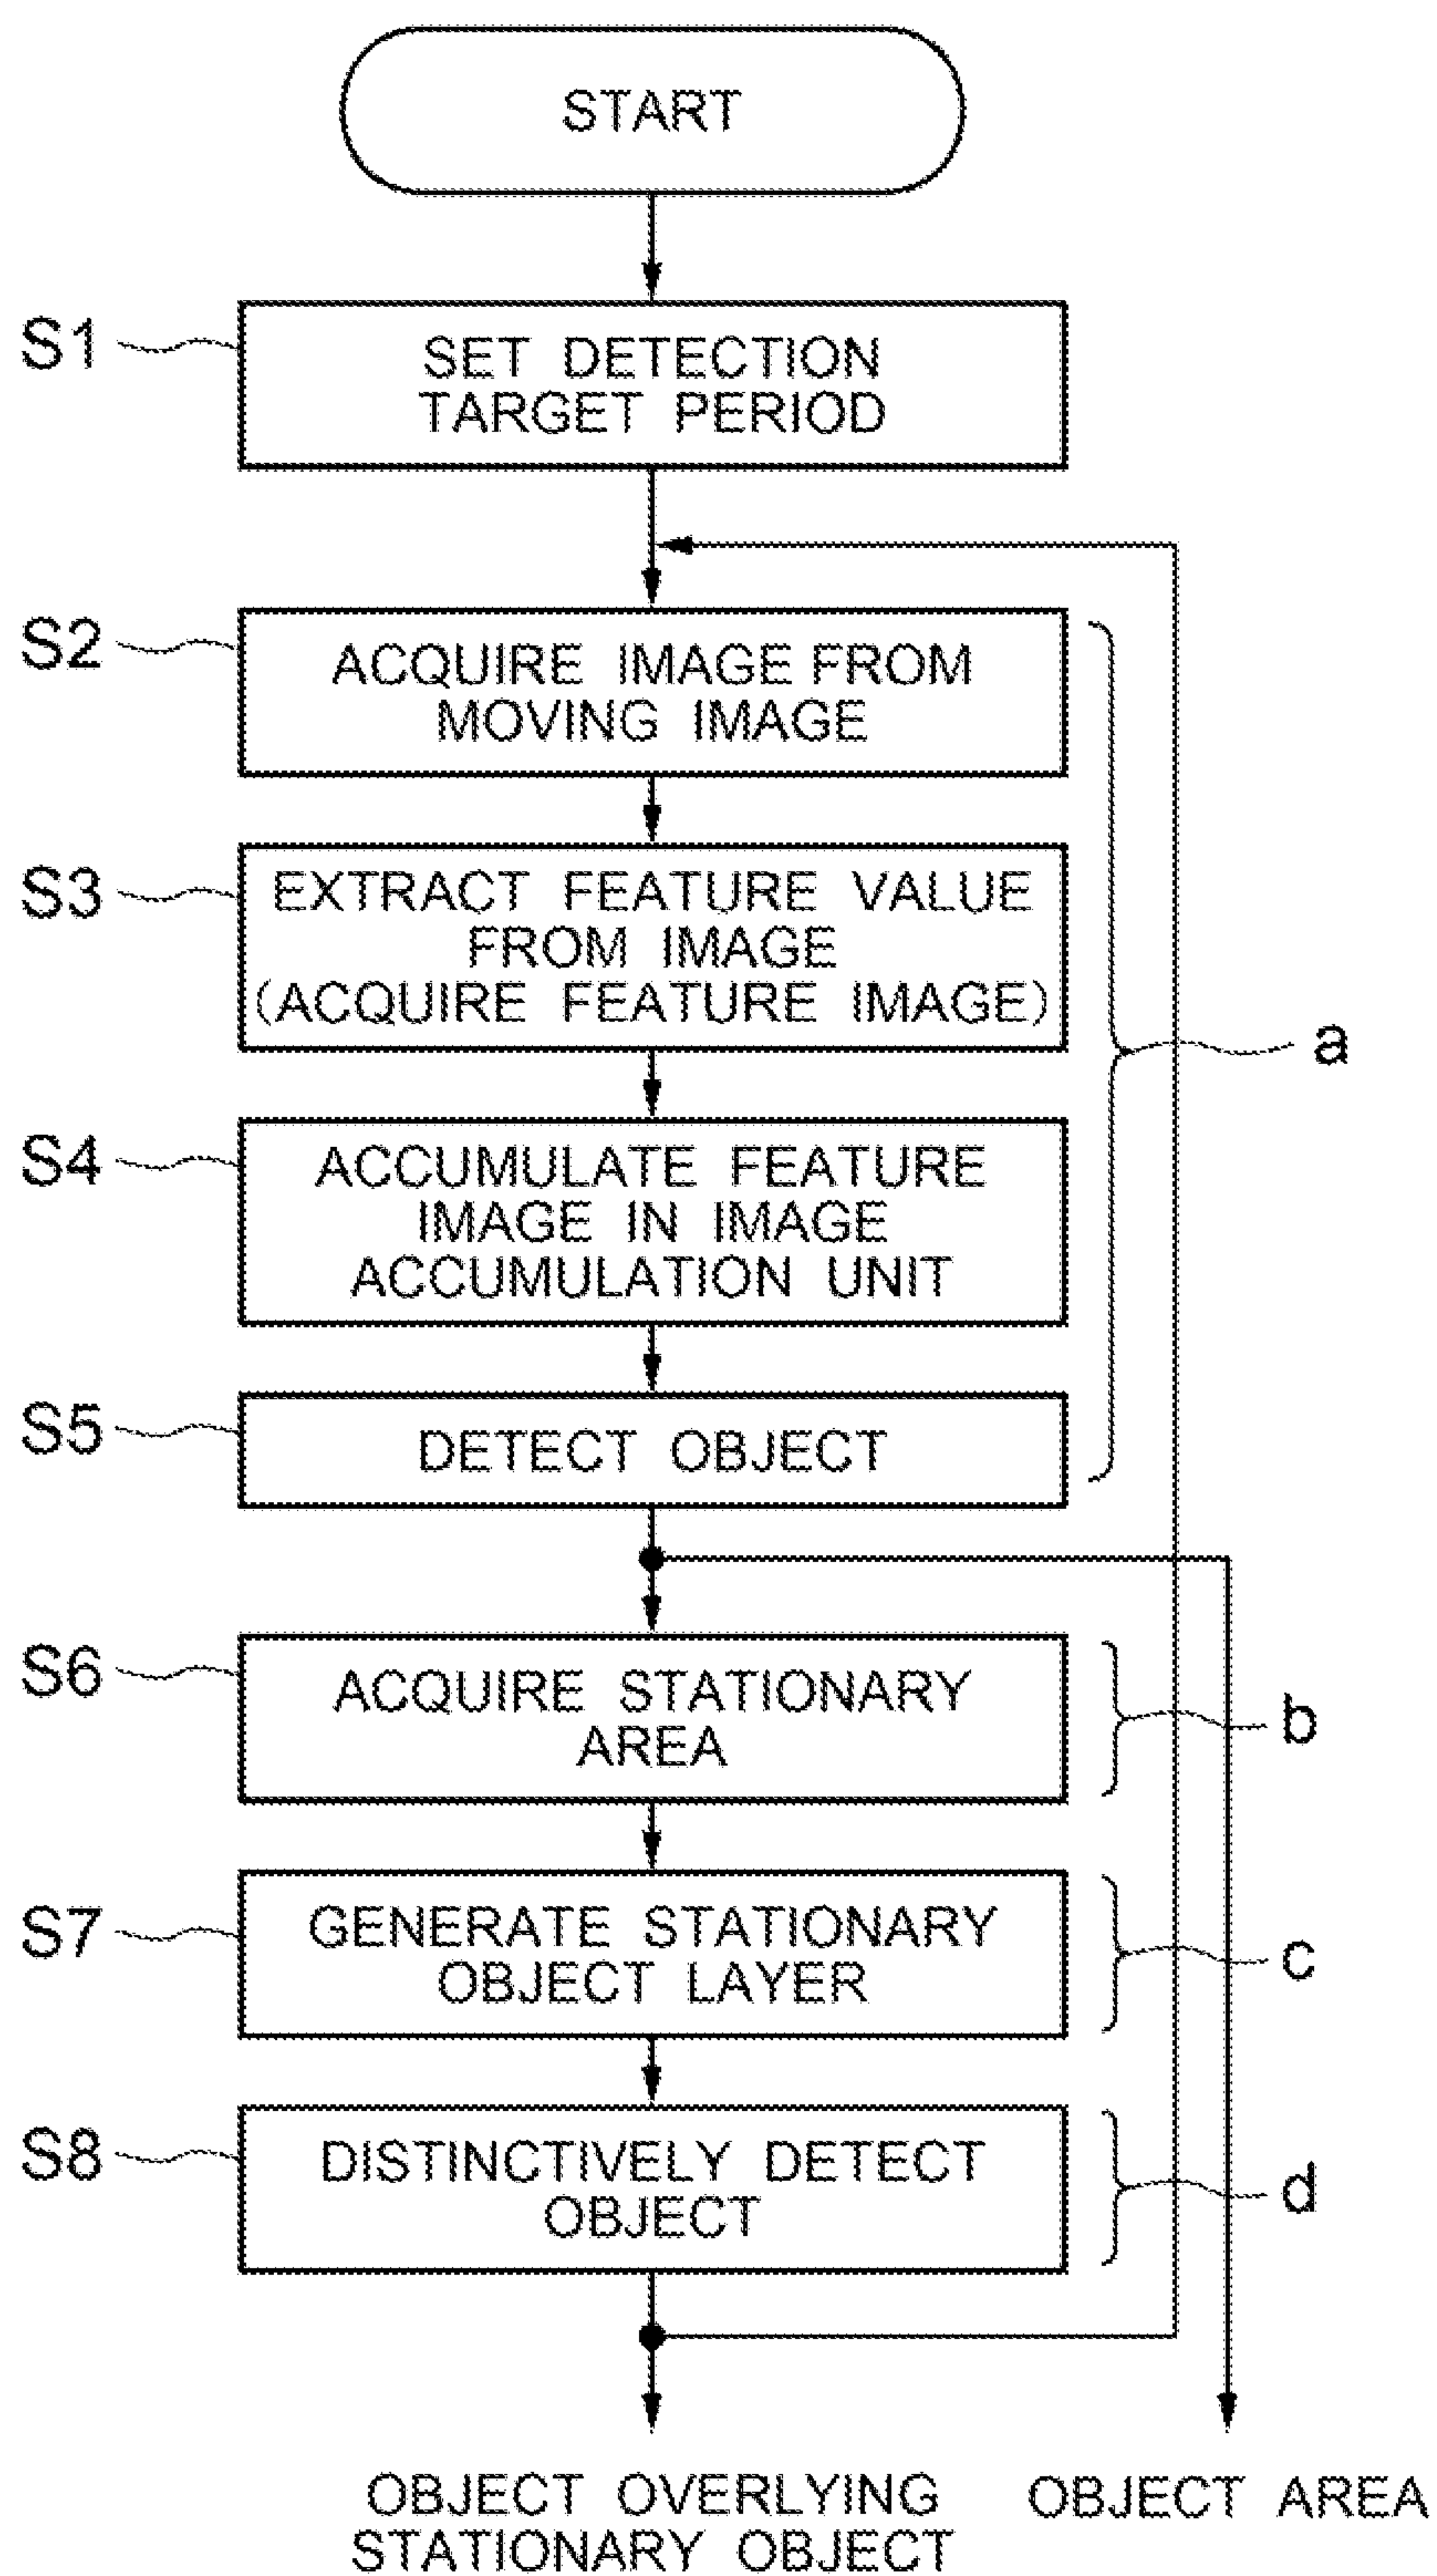 START
S1
SET DETECTION
TARGET PERIOD
S2
ACQUIRE IMAGE FROM
MOVING IMAGE
S3
EXTRACT FEATURE VALUE
FROM IMAGE
(ACQUIRE FEATURE IMAGE)
a
S4
ACCUMULATE FEATURE
IMAGE IN IMAGE
ACCUMULATION UNIT
S5
DETECT OBJECT
S6
ACQUIRE STATIONARY
AREA
b
S7
GENERATE STATIONARY
OBJECT LAYER
c
S8
DISTINCTIVELY DETECT
OBJECT
d
OBJECT OVERLYING
STATIONARY OBJECT
OBJECT AREA